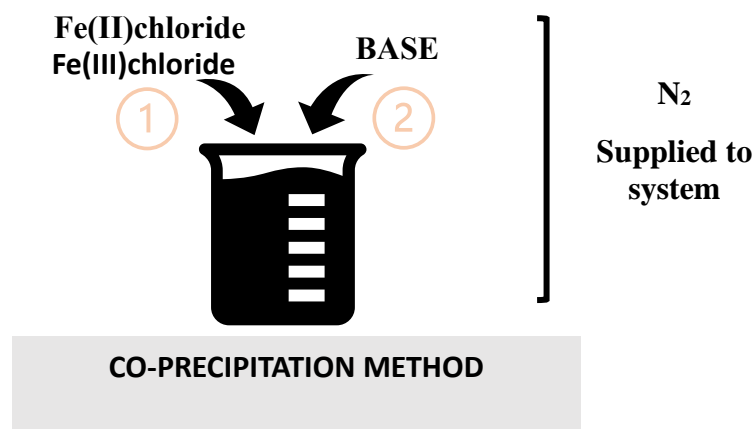 Fe(II)chloride
Fe(III)chloride
BASE
1
2
N₂
Supplied to
system
CO-PRECIPITATION METHOD